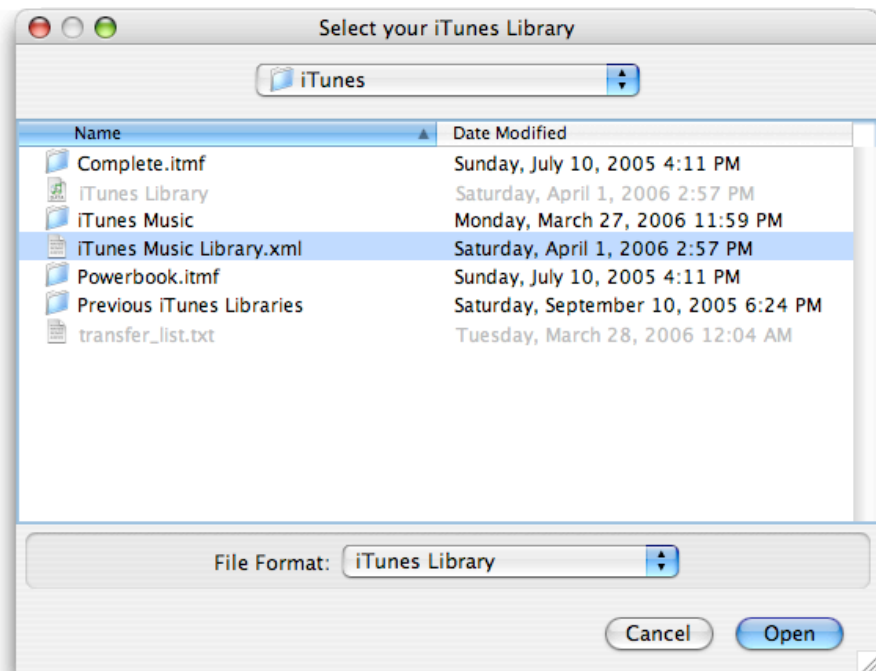 Select your iTunes Library
iTunes
Name Date Modified
Complete.itmf Sunday, July 10, 2005 4:11 PM
iTunes Library Saturday, April 1, 2006 2:57 PM
iTunes Music Monday, March 27, 2006 11:59 PM
iTunes Music Library.xml Saturday, April 1, 2006 2:57 PM
Powerbook.itmf Sunday, July 10, 2005 4:11 PM
Previous iTunes Libraries Saturday, September 10, 2005 6:24 PM
transfer_list.txt Tuesday, March 28, 2006 12:04 AM
File Format: iTunes Library
Cancel Open